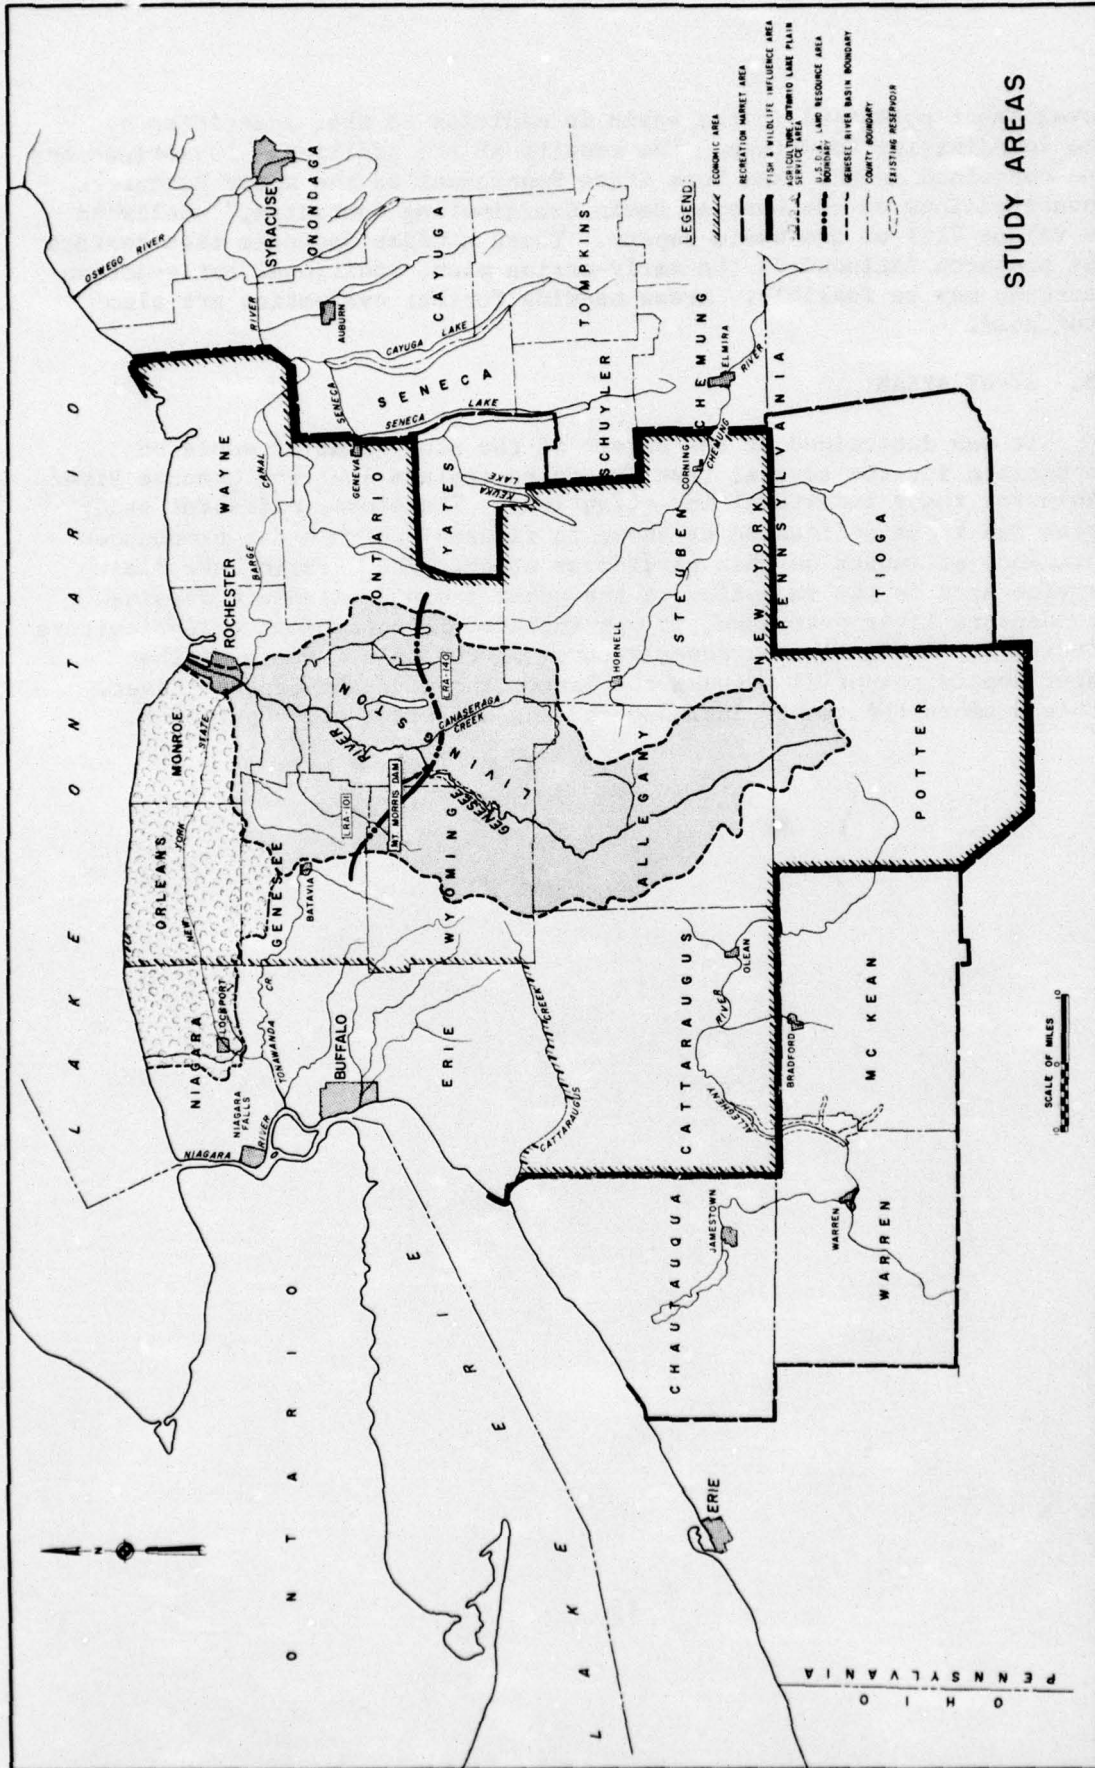 LAKE ONTARIO
ONTARIO
LAKE ERIE
OHIO
PENNSYLVANIA
N
ERIE
NIAGARA
NIAGARA FALLS
NIAGARA RIVER
LOCKPORT
TONAWANDA CR
BUFFALO
ERIE
CATTARAUGUS CREEK
CHAUTAUQUA
JAMESTOWN
CATTARAUGUS
ALLEGHENY RIVER
OLEAN
BRADFORD
WARREN
WARREN
MC KEAN
ORLEANS
MONROE
NEW YORK STATE BARGE CANAL
ROCHESTER
GENESEE
BATAVIA
LRA-101
WYOMING
MT MORRIS DAM
GENESEE RIVER
LIVINGSTON
CANASERAGA CREEK
LRA-140
ALLEGANY
POTTER
WAYNE
ONTARIO
GENEVA
YATES
KEUKA LAKE
STEUBEN
HORNELL
CORNING
NEW YORK
PENNSYLVANIA
TIOGA
OSWEGO RIVER
SYRACUSE
ONONDAGA
SENECA RIVER
AUBURN
CAYUGA
CAYUGA LAKE
SENECA
SENECA LAKE
TOMPKINS
SCHUYLER
CHEMUNG
ELMIRA
CHEMUNG RIVER
LEGEND:
ECONOMIC AREA
RECREATION MARKET AREA
FISH & WILDLIFE INFLUENCE AREA
AGRICULTURE, ONTARIO LAKE PLAIN
SERVICE AREA
U.S.D.A. LAND RESOURCE AREA
BOUNDARY
GENESEE RIVER BASIN BOUNDARY
COUNTY BOUNDARY
EXISTING RESERVOIR
STUDY AREAS
SCALE OF MILES
10 0 10